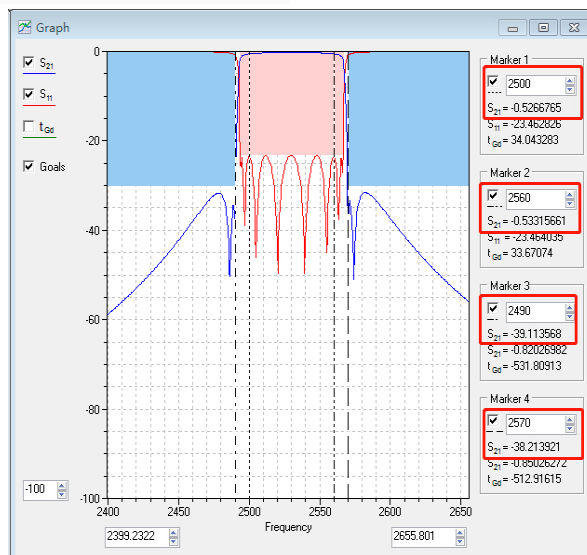 Graph
S21
S11
tGd
Goals
-100
0
-20
-40
-60
-80
-100
2400
2450
2500
2550
2600
2650
Frequency
2399.2322
2655.801
Marker 1
2500
S21 = -0.5266765
S11 = -23.462826
tGd = 34.043283
Marker 2
2560
S21 = -0.53315661
S11 = -23.464035
tGd = 33.67074
Marker 3
2490
S21 = -39.113568
S21 = -0.82026982
tGd = -531.80913
Marker 4
2570
S21 = -38.213921
S21 = -0.85026272
tGd = -512.91615